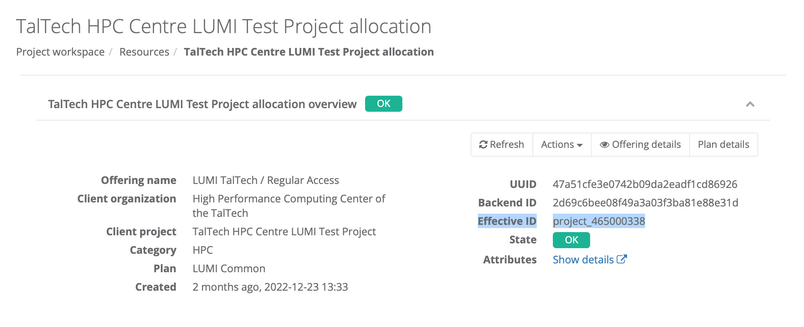 TalTech HPC Centre LUMI Test Project allocation
Project workspace / Resources / TalTech HPC Centre LUMI Test Project allocation
TalTech HPC Centre LUMI Test Project allocation overview OK
Refresh Actions Offering details Plan details
Offering name LUMI TalTech / Regular Access
Client organization High Performance Computing Center of
the TalTech
Client project TalTech HPC Centre LUMI Test Project
Category HPC
Plan LUMI Common
Created 2 months ago, 2022-12-23 13:33
UUID 47a51cfe3e0742b09da2eadf1cd86926
Backend ID 2d69c6bee08f49a3a03f3ba81e88e31d
Effective ID project_465000338
State OK
Attributes Show details